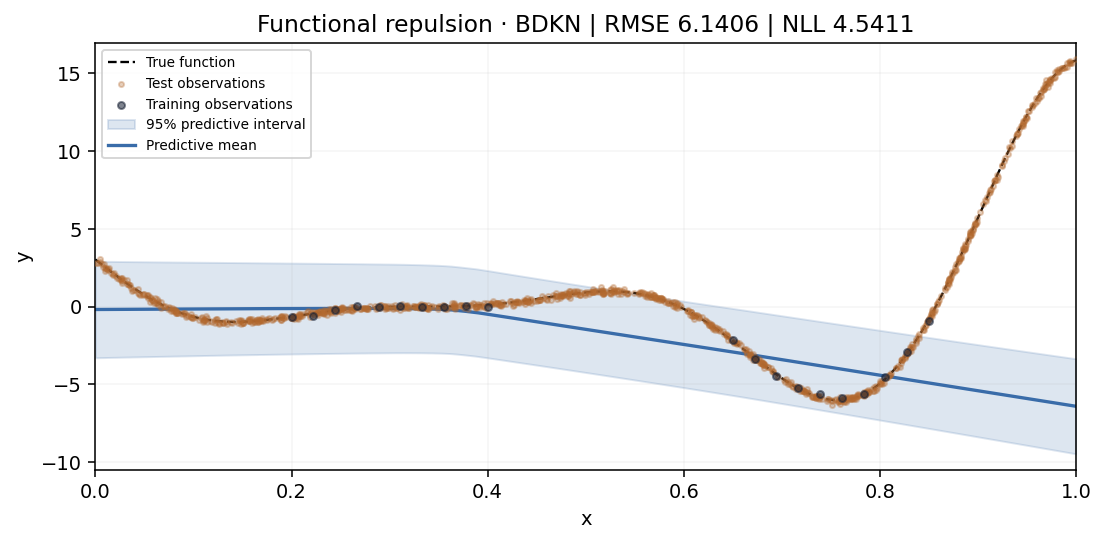 Functional repulsion · BDKN | RMSE 6.1406 | NLL 4.5411
True function
Test observations
Training observations
95% predictive interval
Predictive mean
y
15
10
5
0
−5
−10
0.0 0.2 0.4 0.6 0.8 1.0
x